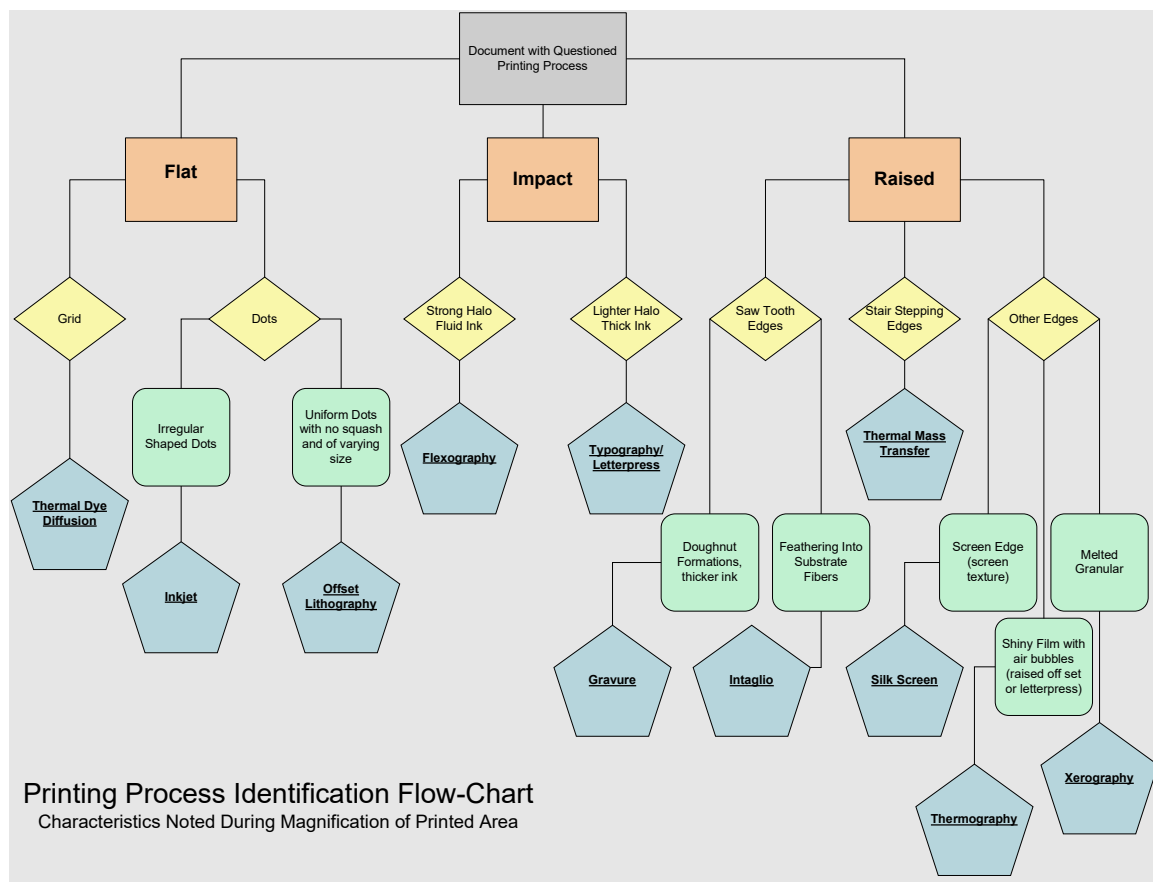 Document with Questioned
Printing Process
Flat
Impact
Raised
Grid
Dots
Strong Halo
Fluid Ink
Lighter Halo
Thick Ink
Saw Tooth
Edges
Stair Stepping
Edges
Other Edges
Irregular
Shaped Dots
Uniform Dots
with no squash
and of varying
size
Flexography
Typography/
Letterpress
Thermal Mass
Transfer
Thermal Dye
Diffusion
Doughnut
Formations,
thicker ink
Feathering Into
Substrate
Fibers
Screen Edge
(screen
texture)
Melted
Granular
Inkjet
Offset
Lithography
Gravure
Intaglio
Silk Screen
Shiny Film with
air bubbles
(raised off set
or letterpress)
Xerography
Thermography
Printing Process Identification Flow-Chart
Characteristics Noted During Magnification of Printed Area